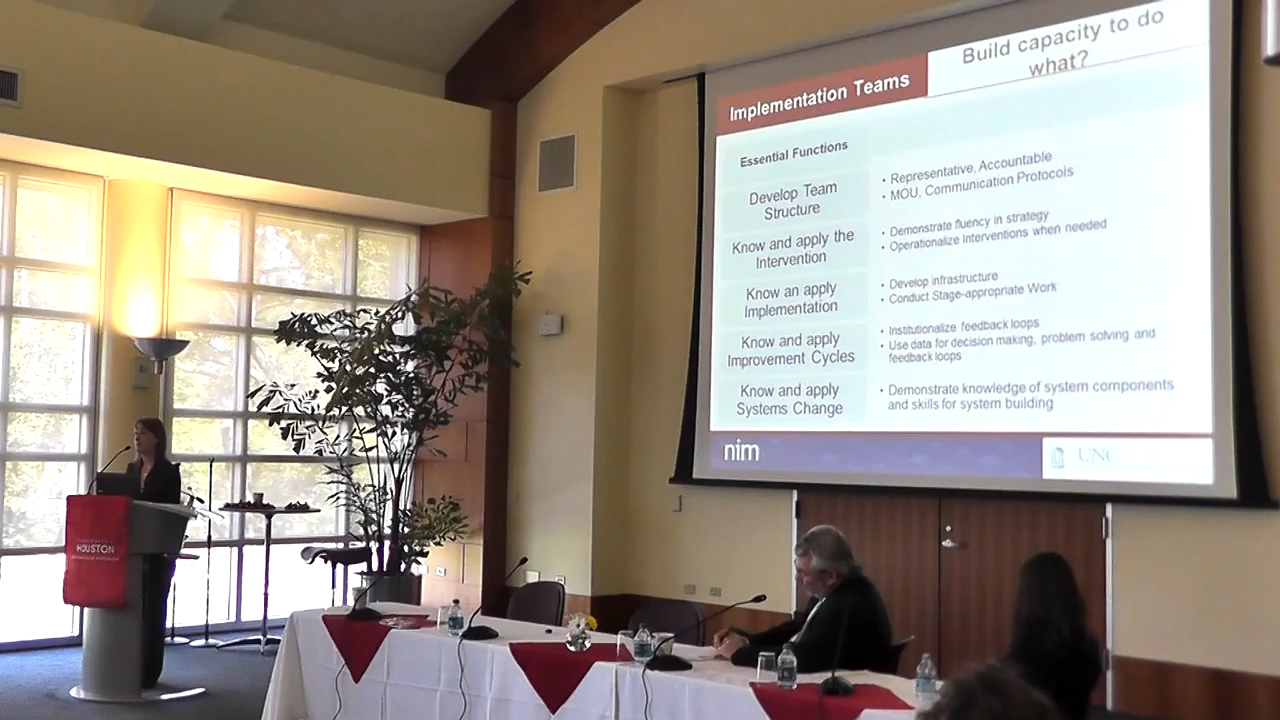 Implementation Teams
Build capacity to do
what?
Essential Functions
Develop Team
Structure
• Representative, Accountable
• MOU, Communication Protocols
Know and apply the
Intervention
• Demonstrate fluency in strategy
• Operationalize Interventions when needed
Know an apply
Implementation
• Develop infrastructure
• Conduct Stage-appropriate Work
Know and apply
Improvement Cycles
• Institutionalize feedback loops
• Use data for decision making, problem solving and
feedback loops
Know and apply
Systems Change
• Demonstrate knowledge of system components
and skills for system building
nim
UNC
HOUSTON